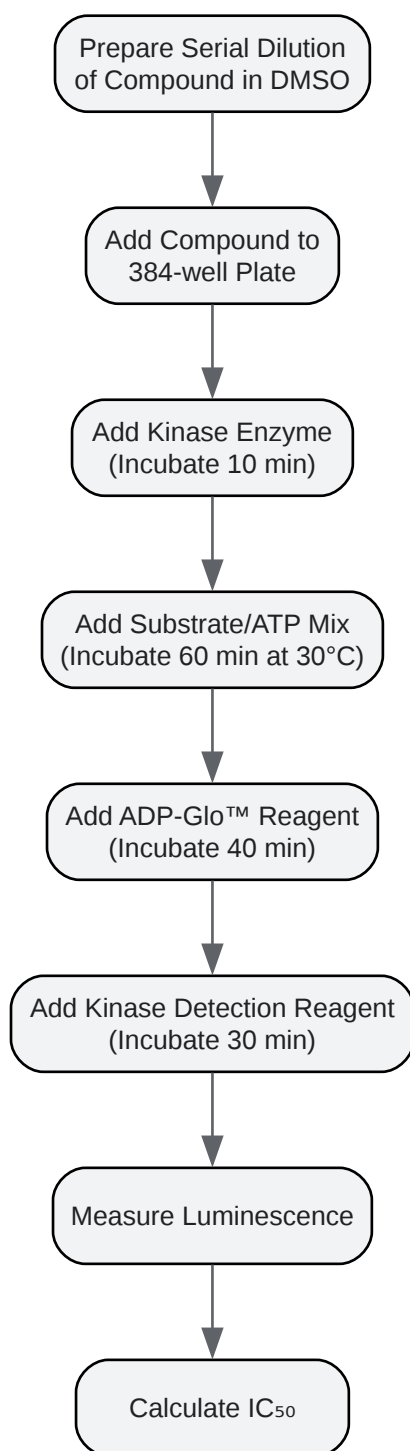 Prepare Serial Dilution
of Compound in DMSO
Add Compound to
384-well Plate
Add Kinase Enzyme
(Incubate 10 min)
Add Substrate/ATP Mix
(Incubate 60 min at 30°C)
Add ADP-Glo™ Reagent
(Incubate 40 min)
Add Kinase Detection Reagent
(Incubate 30 min)
Measure Luminescence
Calculate IC₅₀